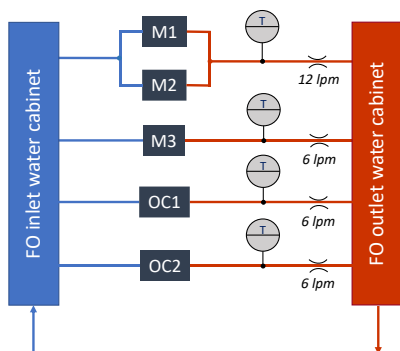 FO inlet water cabinet
M1
M2
T
12 lpm
M3
T
6 lpm
OC1
T
6 lpm
OC2
T
6 lpm
FO outlet water cabinet